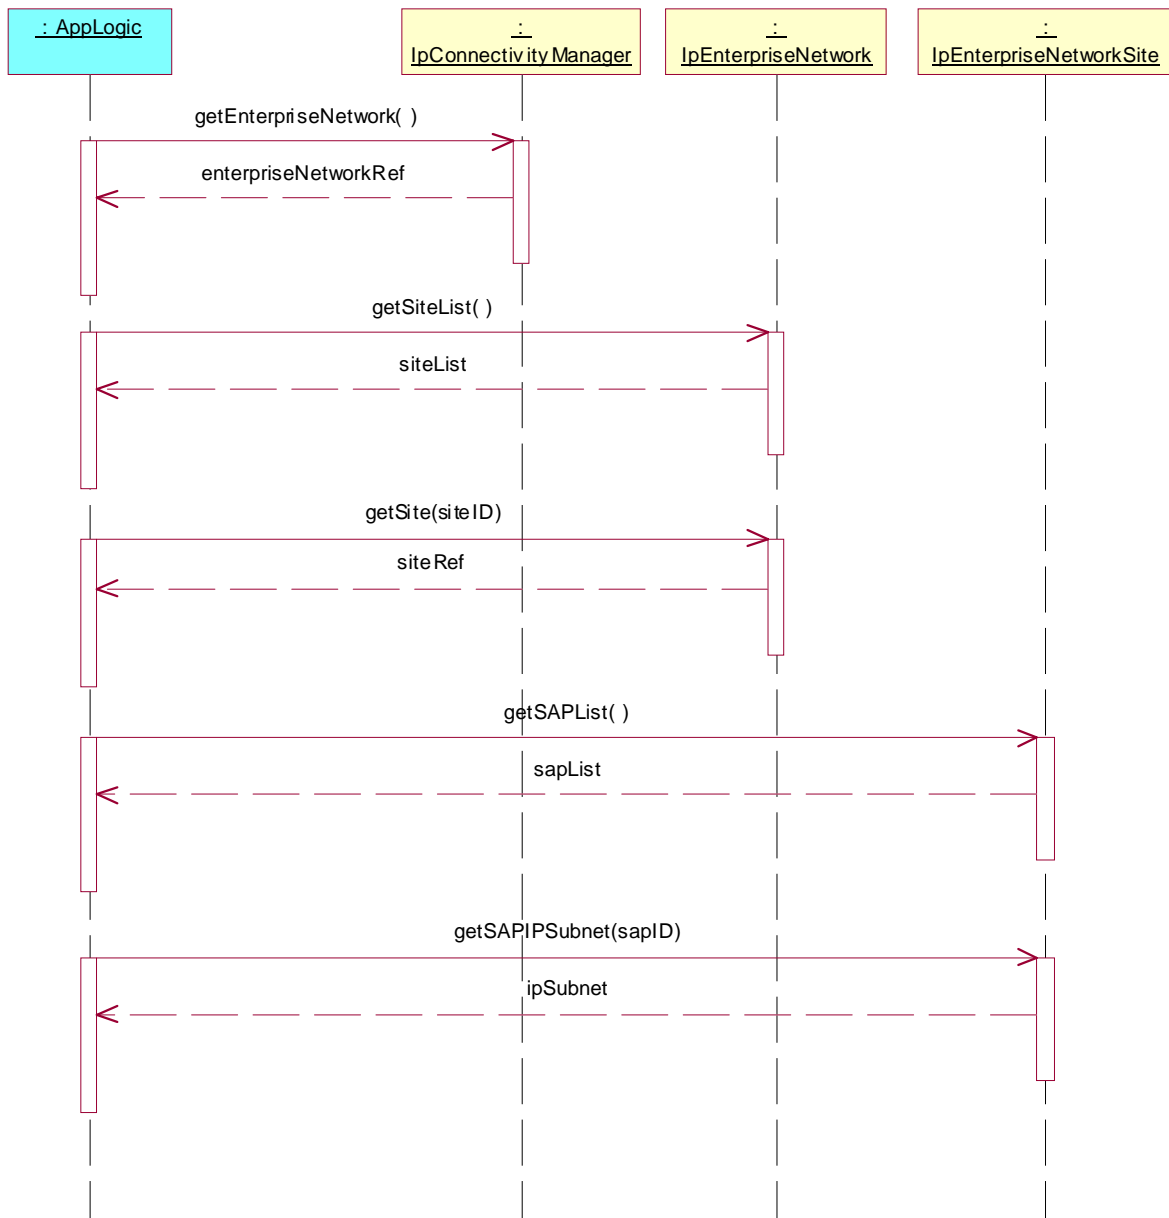 : AppLogic
:
IpConnectivityManager
:
IpEnterpriseNetwork
:
IpEnterpriseNetworkSite
getEnterpriseNetwork( )
enterpriseNetworkRef
getSiteList( )
siteList
getSite(siteID)
siteRef
getSAPList( )
sapList
getSAPIPSubnet(sapID)
ipSubnet